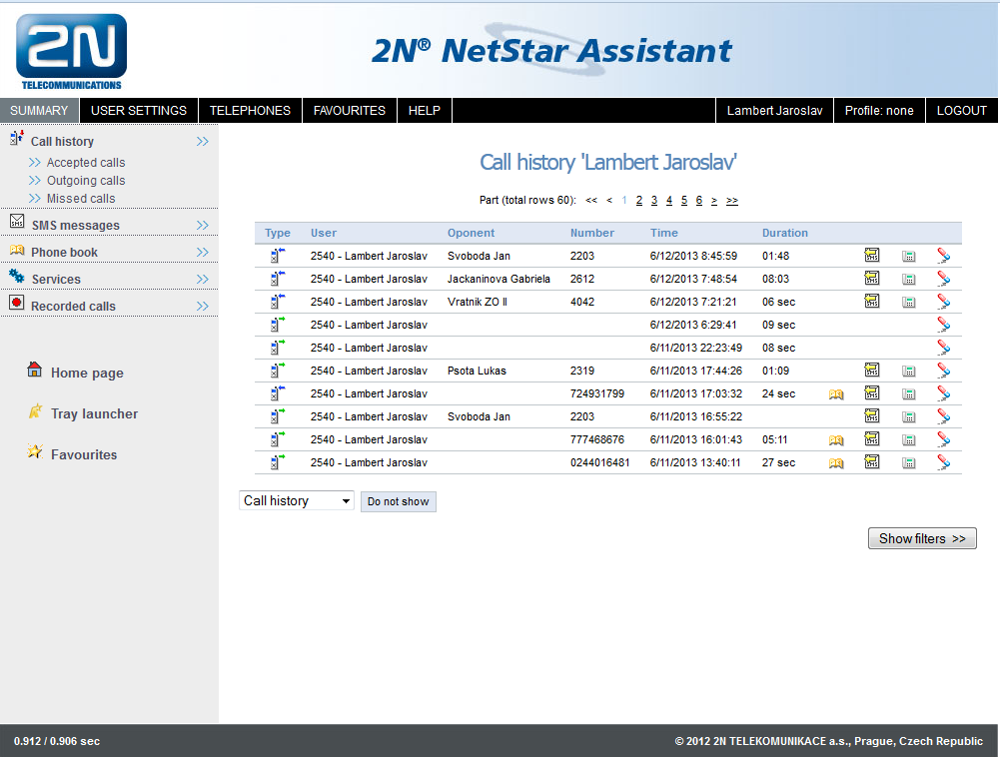 2N
TELECOMMUNICATIONS
2N® NetStar Assistant
SUMMARY USER SETTINGS TELEPHONES FAVOURITES HELP Lambert Jaroslav Profile: none LOGOUT
Call history >>
>> Accepted calls
>> Outgoing calls
>> Missed calls
SMS messages >>
Phone book >>
Services >>
Recorded calls >>
Home page
Tray launcher
Favourites
Call history 'Lambert Jaroslav'
Part (total rows 60): << < 1 2 3 4 5 6 > >>
Type User Oponent Number Time Duration
2540 - Lambert Jaroslav Svoboda Jan 2203 6/12/2013 8:45:59 01:48 SMS
2540 - Lambert Jaroslav Jackaninova Gabriela 2612 6/12/2013 7:48:54 08:03 SMS
2540 - Lambert Jaroslav Vratnik ZO II 4042 6/12/2013 7:21:21 06 sec SMS
2540 - Lambert Jaroslav 6/12/2013 6:29:41 09 sec
2540 - Lambert Jaroslav 6/11/2013 22:23:49 08 sec
2540 - Lambert Jaroslav Psota Lukas 2319 6/11/2013 17:44:26 01:09 SMS
2540 - Lambert Jaroslav 724931799 6/11/2013 17:03:32 24 sec SMS
2540 - Lambert Jaroslav Svoboda Jan 2203 6/11/2013 16:55:22 SMS
2540 - Lambert Jaroslav 777468676 6/11/2013 16:01:43 05:11 SMS
2540 - Lambert Jaroslav 0244016481 6/11/2013 13:40:11 27 sec SMS
Call history Do not show
Show filters >>
0.912 / 0.906 sec © 2012 2N TELEKOMUNIKACE a.s., Prague, Czech Republic